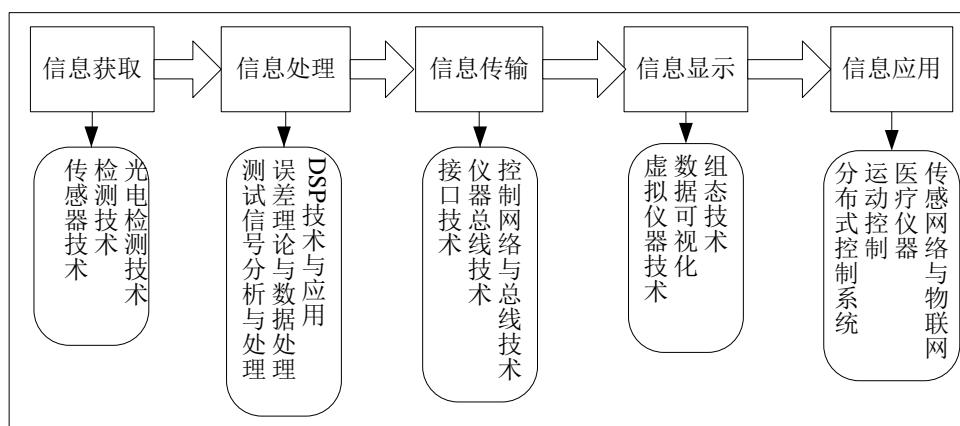 信息获取
信息处理
信息传输
信息显示
信息应用
光电检测技术
检测技术
传感器技术
DSP技术与应用
误差理论与数据处理
测试信号分析与处理
控制网络与总线技术
仪器总线技术
接口技术
组态技术
数据可视化
虚拟仪器技术
传感网络与物联网
医疗仪器
运动控制
分布式控制系统